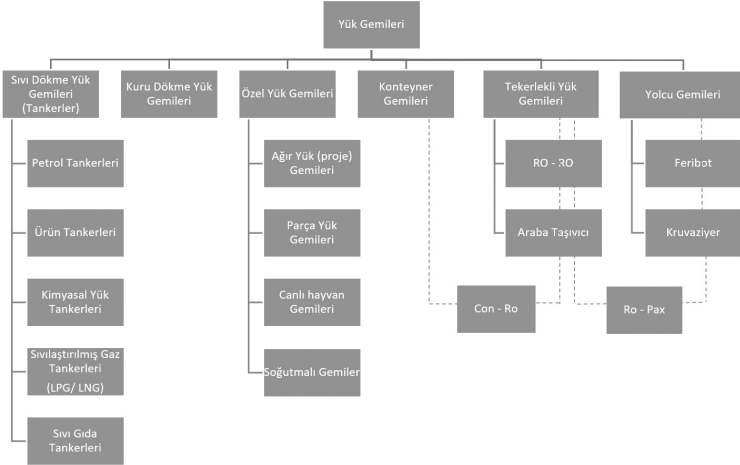 Yük Gemileri
Sıvı Dökme Yük
Gemileri
(Tankerler)
Kuru Dökme Yük
Gemileri
Özel Yük Gemileri
Konteyner
Gemileri
Tekerlekli Yük
Gemileri
Yolcu Gemileri
Petrol Tankerleri
Ürün Tankerleri
Kimyasal Yük
Tankerleri
Sıvılaştırılmış Gaz
Tankerleri
(LPG/ LNG)
Sıvı Gıda
Tankerleri
Ağır Yük (proje)
Gemileri
Parça Yük
Gemileri
Canlı hayvan
Gemileri
Soğutmalı Gemiler
RO - RO
Araba Taşıyıcı
Feribot
Kruvaziyer
Con - Ro
Ro - Pax